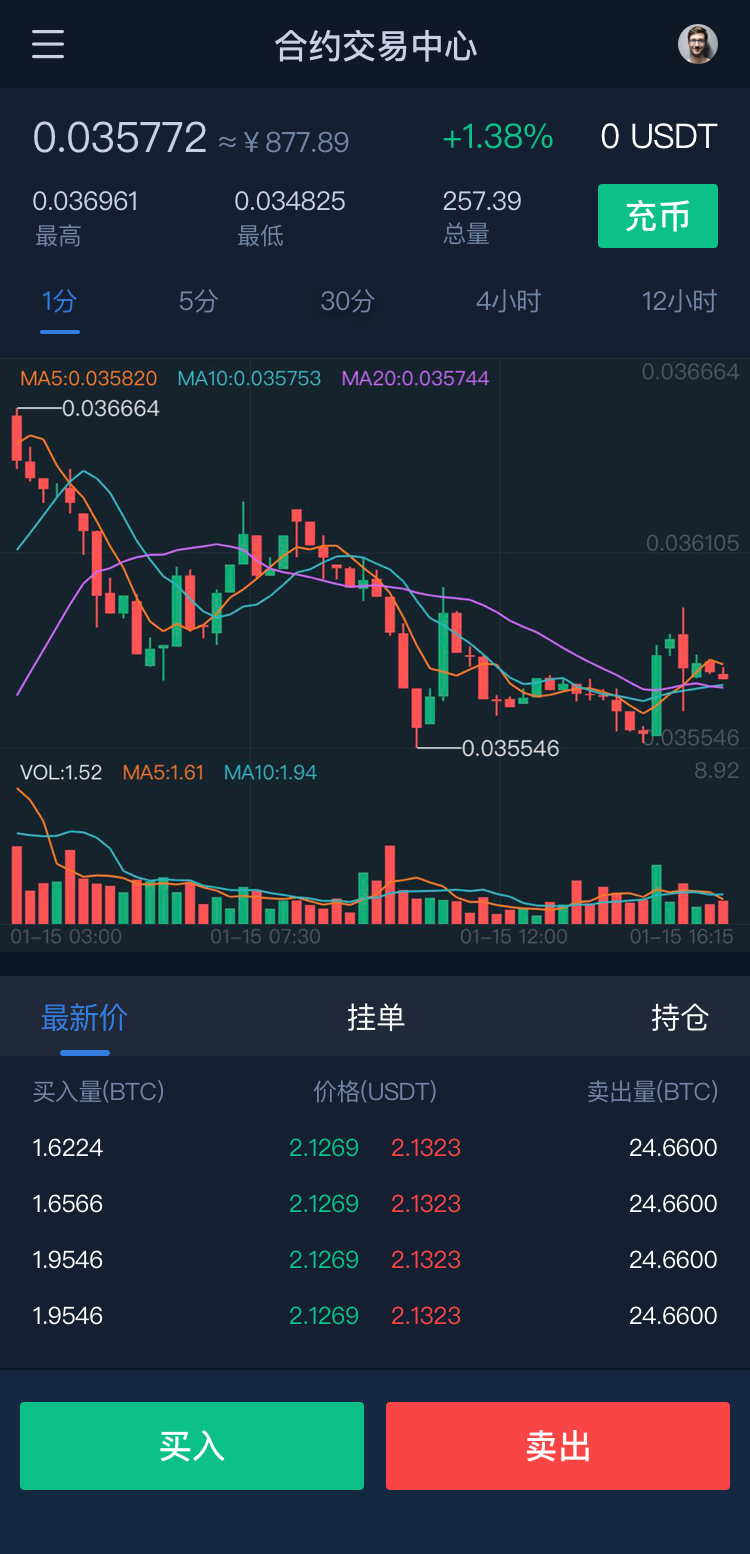 合约交易中心
0.035772 ≈ ¥ 877.89 +1.38% 0 USDT
0.036961 0.034825 257.39 充币
最高 最低 总量
1分 5分 30分 4小时 12小时
MA5:0.035820 MA10:0.035753 MA20:0.035744 0.036664
0.036664
0.036105
0.035546
0.035546
VOL:1.52 MA5:1.61 MA10:1.94 8.92
01-15 03:00 01-15 07:30 01-15 12:00 01-15 16:15
最新价 挂单 持仓
买入量(BTC) 价格(USDT) 卖出量(BTC)
1.6224 2.1269 2.1323 24.6600
1.6566 2.1269 2.1323 24.6600
1.9546 2.1269 2.1323 24.6600
1.9546 2.1269 2.1323 24.6600
买入 卖出